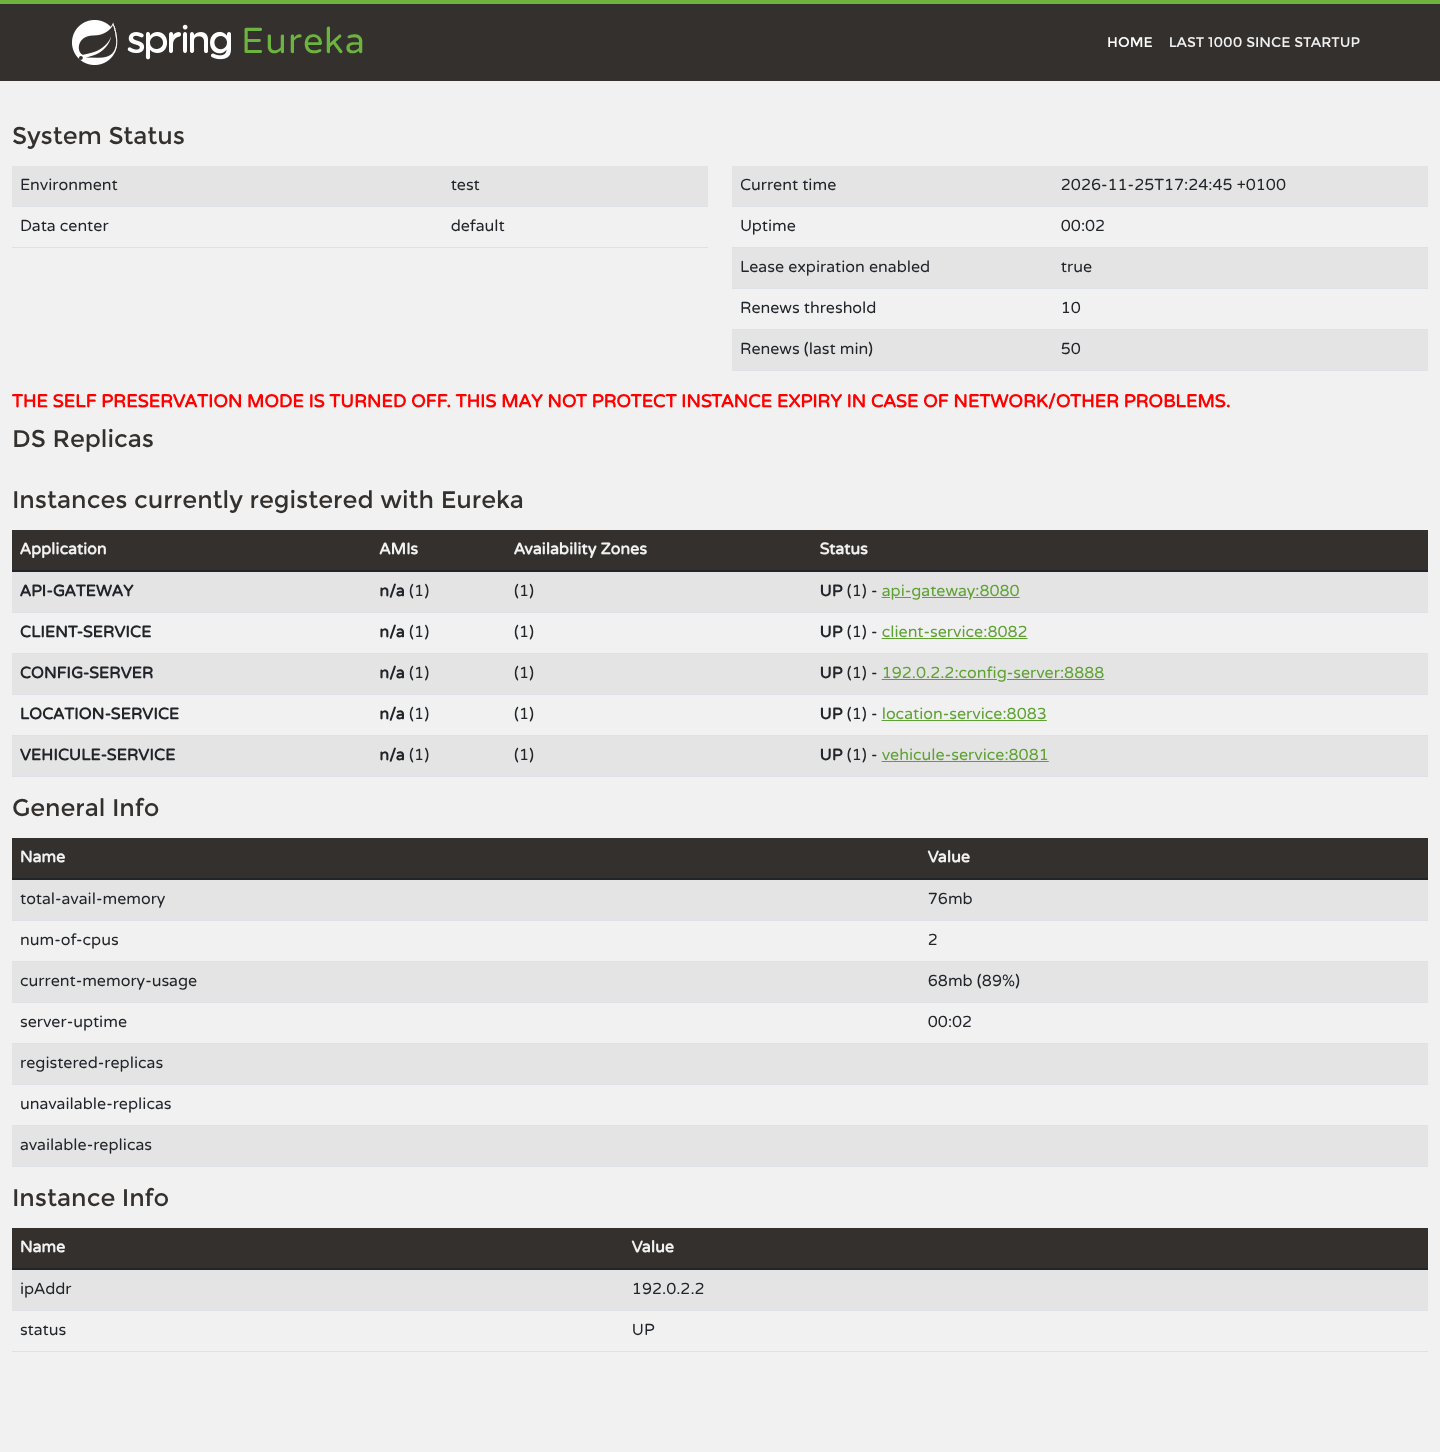 spring Eureka
HOME LAST 1000 SINCE STARTUP
System Status
Environment test
Data center default
Current time 2026-11-25T17:24:45 +0100
Uptime 00:02
Lease expiration enabled true
Renews threshold 10
Renews (last min) 50
THE SELF PRESERVATION MODE IS TURNED OFF. THIS MAY NOT PROTECT INSTANCE EXPIRY IN CASE OF NETWORK/OTHER PROBLEMS.
DS Replicas
Instances currently registered with Eureka
Application AMIs Availability Zones Status
API-GATEWAY n/a (1) (1) UP (1) - api-gateway:8080
CLIENT-SERVICE n/a (1) (1) UP (1) - client-service:8082
CONFIG-SERVER n/a (1) (1) UP (1) - 192.0.2.2:config-server:8888
LOCATION-SERVICE n/a (1) (1) UP (1) - location-service:8083
VEHICULE-SERVICE n/a (1) (1) UP (1) - vehicule-service:8081
General Info
Name Value
total-avail-memory 76mb
num-of-cpus 2
current-memory-usage 68mb (89%)
server-uptime 00:02
registered-replicas
unavailable-replicas
available-replicas
Instance Info
Name Value
ipAddr 192.0.2.2
status UP